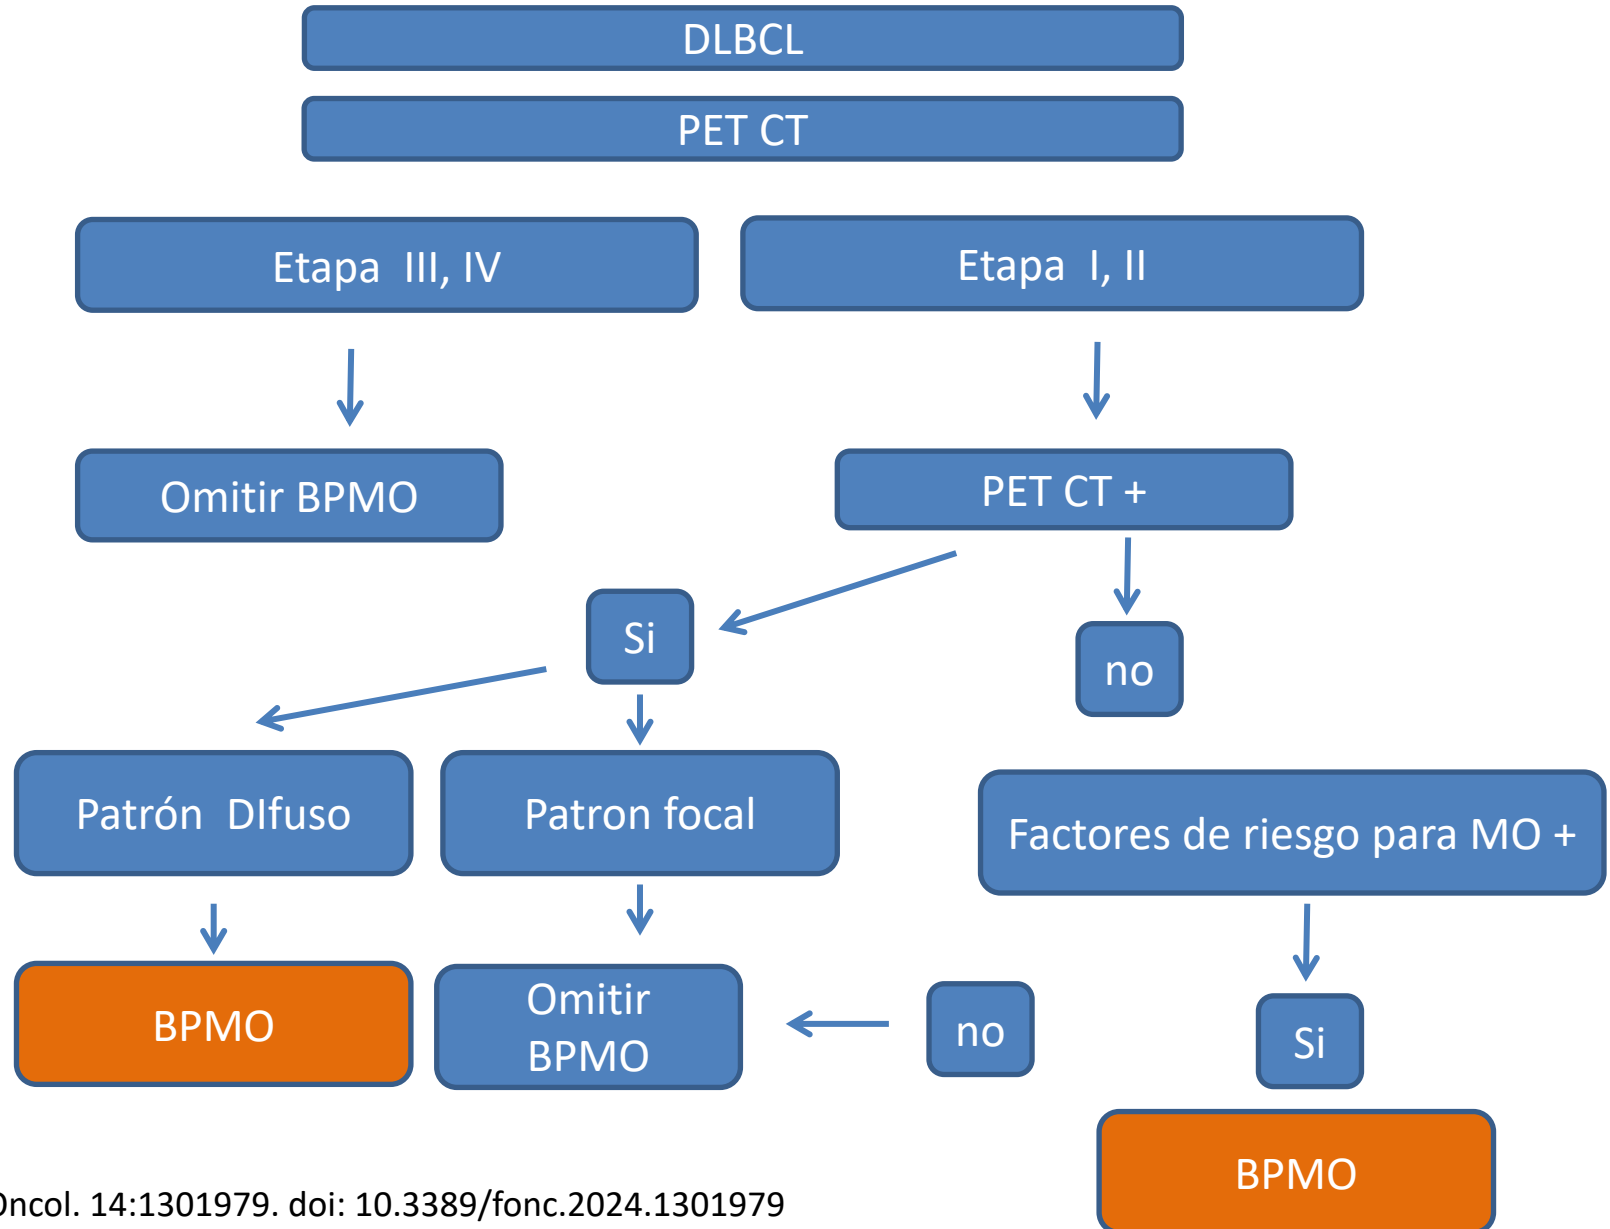 DLBCL
PET CT
Etapa III, IV
Etapa I, II
Omitir BPMO
PET CT +
Si
no
Patrón DIfuso
Patron focal
Factores de riesgo para MO +
BPMO
Omitir
BPMO
no
Si
BPMO
Oncol. 14:1301979. doi: 10.3389/fonc.2024.1301979